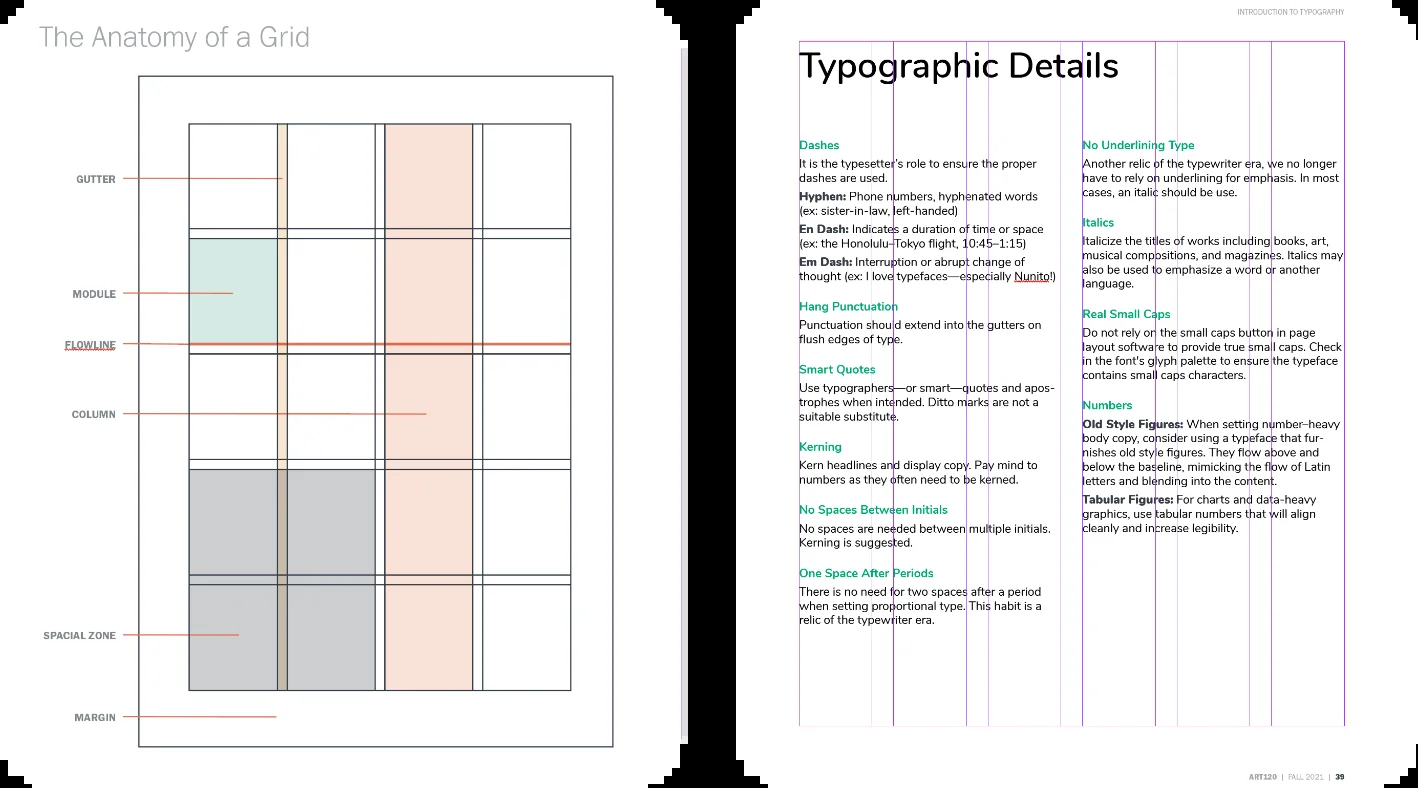 The Anatomy of a Grid
GUTTER
MODULE
FLOWLINE
COLUMN
SPACIAL ZONE
MARGIN
INTRODUCTION TO TYPOGRAPHY
Typographic Details
Dashes
It is the typesetter's role to ensure the proper
dashes are used.
Hyphen: Phone numbers, hyphenated words
(ex: sister-in-law, left-handed)
En Dash: Indicates a duration of time or space
(ex: the Honolulu–Tokyo flight, 10:45–1:15)
Em Dash: Interruption or abrupt change of
thought (ex: I love typefaces—especially Nunito!)
Hang Punctuation
Punctuation should extend into the gutters on
flush edges of type.
Smart Quotes
Use typographers—or smart—quotes and apos-
trophes when intended. Ditto marks are not a
suitable substitute.
Kerning
Kern headlines and display copy. Pay mind to
numbers as they often need to be kerned.
No Spaces Between Initials
No spaces are needed between multiple initials.
Kerning is suggested.
One Space After Periods
There is no need for two spaces after a period
when setting proportional type. This habit is a
relic of the typewriter era.
No Underlining Type
Another relic of the typewriter era, we no longer
have to rely on underlining for emphasis. In most
cases, an italic should be use.
Italics
Italicize the titles of works including books, art,
musical compositions, and magazines. Italics may
also be used to emphasize a word or another
language.
Real Small Caps
Do not rely on the small caps button in page
layout software to provide true small caps. Check
in the font's glyph palette to ensure the typeface
contains small caps characters.
Numbers
Old Style Figures: When setting number–heavy
body copy, consider using a typeface that fur-
nishes old style figures. They flow above and
below the baseline, mimicking the flow of Latin
letters and blending into the content.
Tabular Figures: For charts and data-heavy
graphics, use tabular numbers that will align
cleanly and increase legibility.
ART120 | FALL 2021 | 39